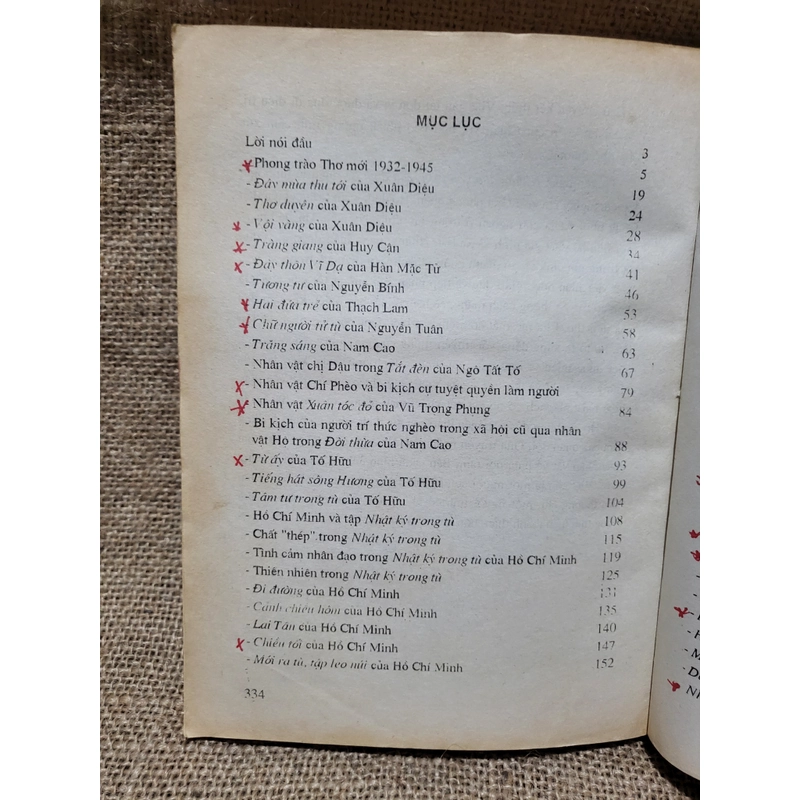 MỤC LỤC
Lời nói đầu 3
Phong trào Thơ mới 1932-1945 5
- Đây mùa thu tới của Xuân Diệu 19
- Thơ duyên của Xuân Diệu 24
- Vội vàng của Xuân Diệu 28
- Tràng giang của Huy Cận 34
- Đây thôn Vĩ Dạ của Hàn Mặc Tử 41
- Tương tư của Nguyễn Bính 46
- Hai đứa trẻ của Thạch Lam 53
- Chữ người tử tù của Nguyễn Tuân 58
- Trăng sáng của Nam Cao 63
- Nhân vật chị Dậu trong Tắt đèn của Ngô Tất Tố 67
- Nhân vật Chí Phèo và bi kịch cự tuyệt quyền làm người 79
- Nhân vật Xuân tóc đỏ của Vũ Trọng Phụng 84
- Bi kịch của người trí thức nghèo trong xã hội cũ qua nhân
vật Hộ trong Đời thừa của Nam Cao 88
- Từ ấy của Tố Hữu 93
- Tiếng hát sông Hương của Tố Hữu 99
- Tâm tư trong tù của Tố Hữu 104
- Hồ Chí Minh và tập Nhật ký trong tù 108
- Chất "thép" trong Nhật ký trong tù 115
- Tình cảm nhân đạo trong Nhật ký trong tù của Hồ Chí Minh 119
- Thiên nhiên trong Nhật ký trong tù 125
- Đi đường của Hồ Chí Minh 131
- Cảnh chiều hôm của Hồ Chí Minh 135
- Lai Tân của Hồ Chí Minh 140
- Chiều tối của Hồ Chí Minh 147
- Mới ra tù, tập leo núi của Hồ Chí Minh 152
334